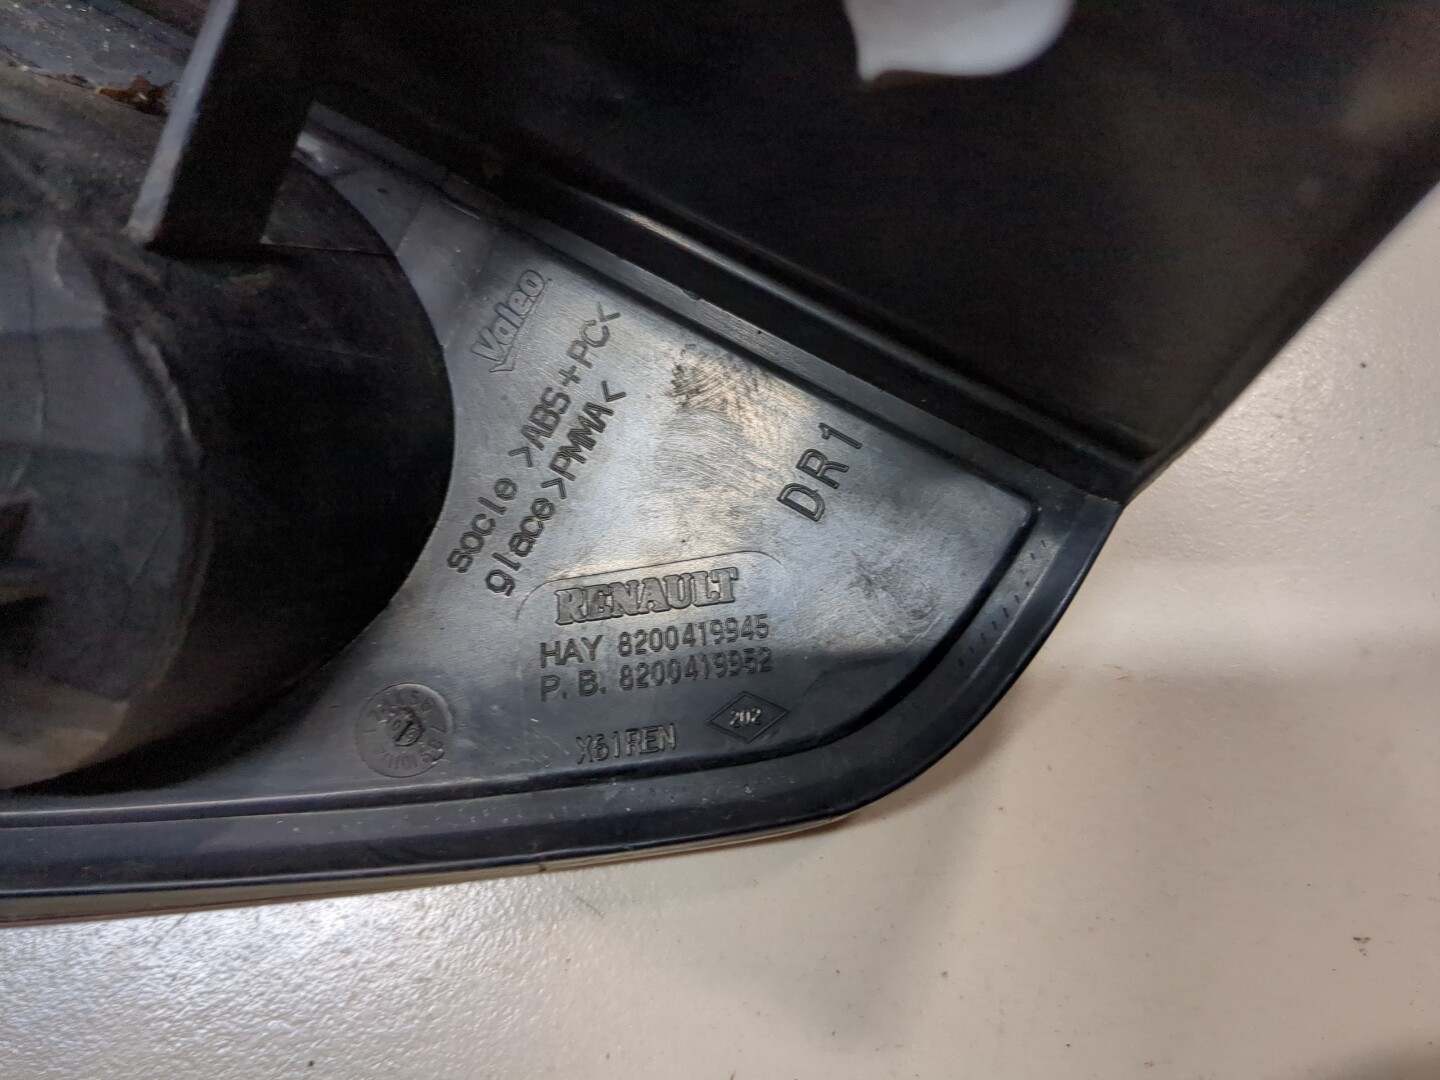 Valeo
socle >ABS+PC<
glace >PMMA<
DR1
RENAULT
HAY 8200419945
P. B. 8200419952
X61REN
202